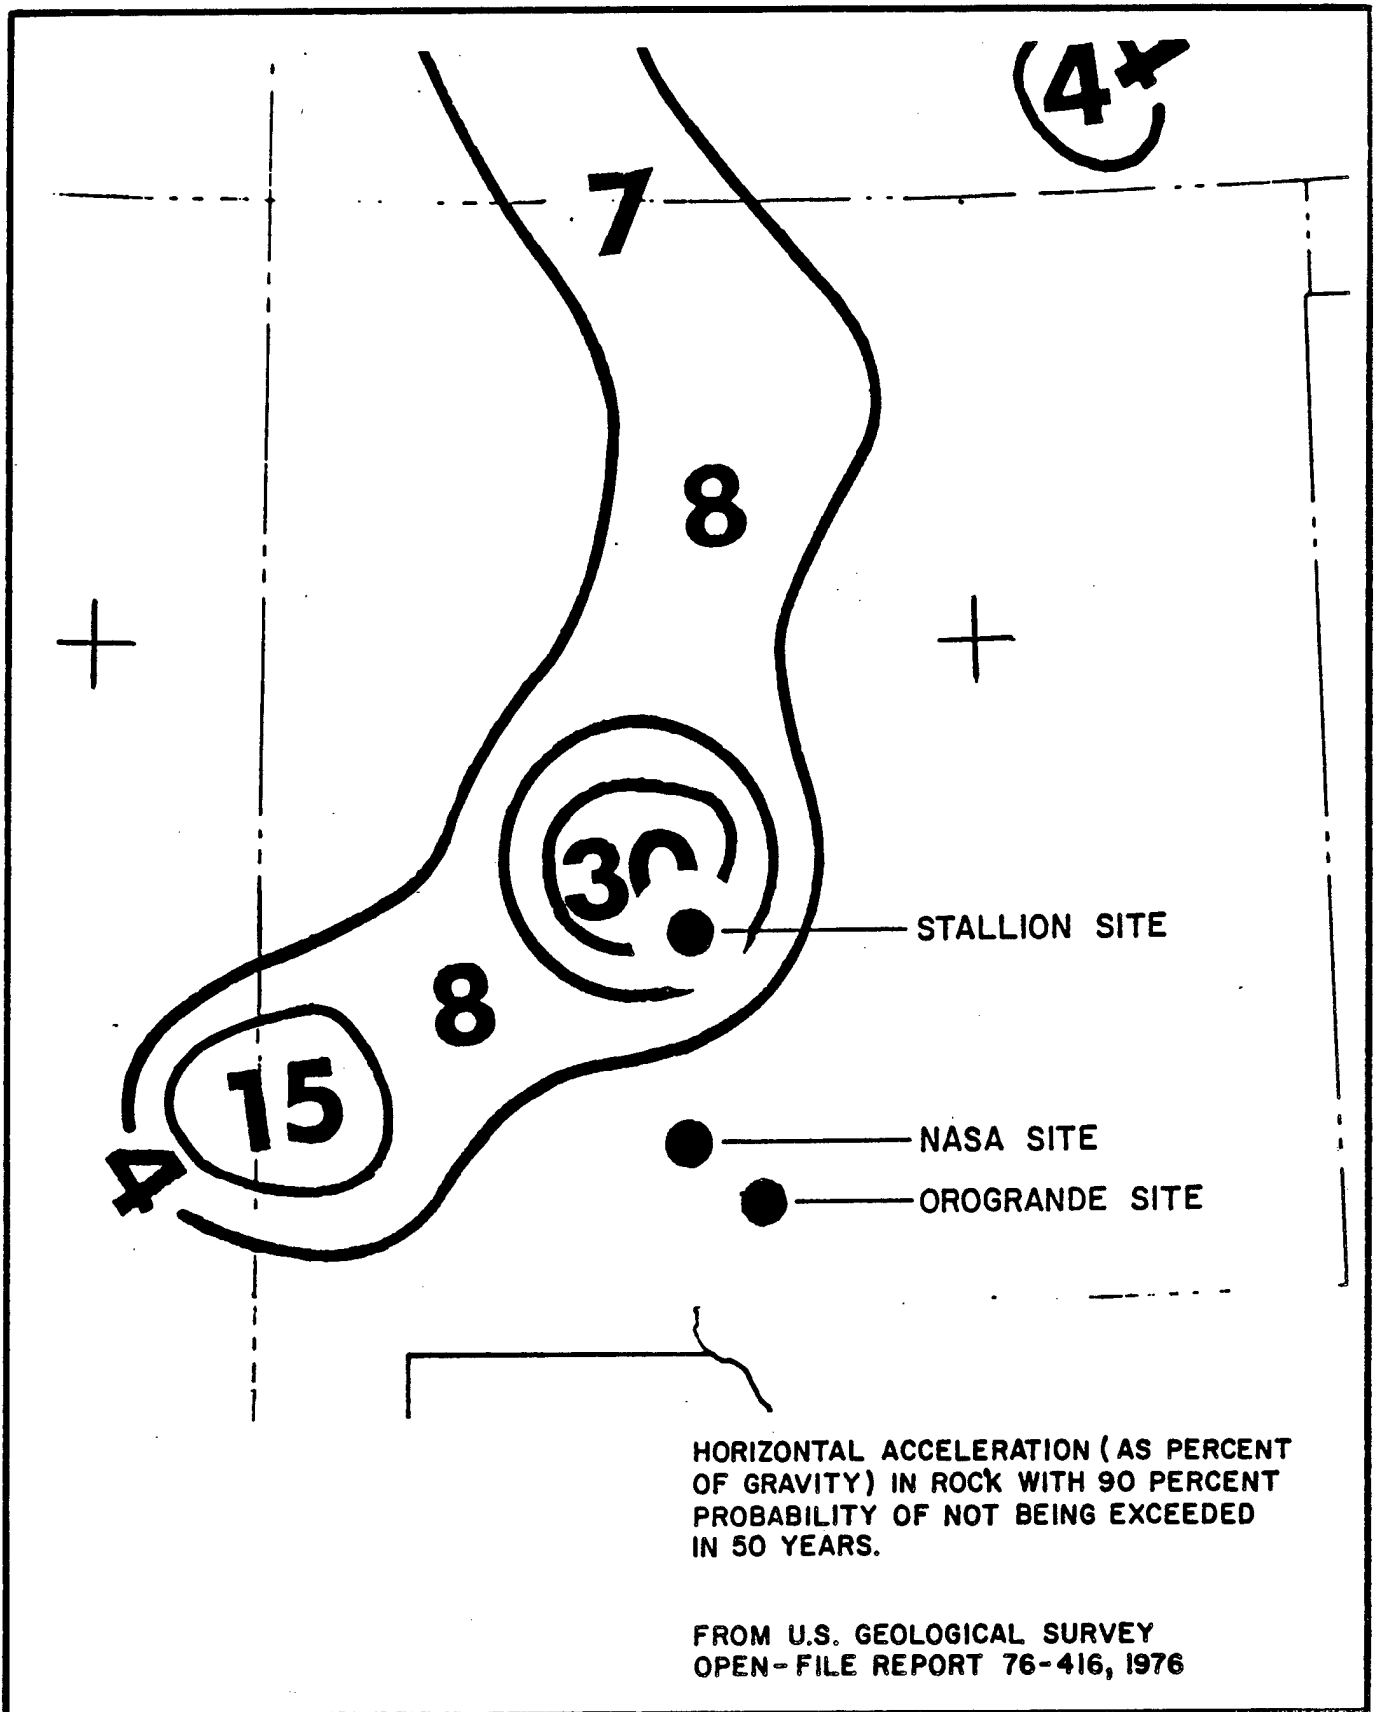 4
7
8
30
STALLION SITE
8
15
4
NASA SITE
OROGRANDE SITE
HORIZONTAL ACCELERATION (AS PERCENT
OF GRAVITY) IN ROCK WITH 90 PERCENT
PROBABILITY OF NOT BEING EXCEEDED
IN 50 YEARS.
FROM U.S. GEOLOGICAL SURVEY
OPEN-FILE REPORT 76-416, 1976